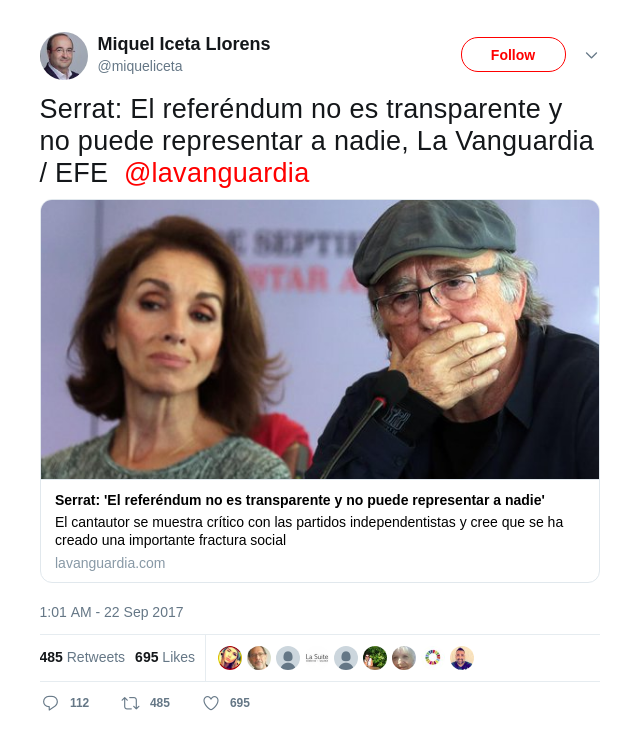 Miquel Iceta Llorens
@miqueliceta
Follow
Serrat: El referéndum no es transparente y
no puede representar a nadie, La Vanguardia
/ EFE @lavanguardia
E SEPTIE
STAR A
Serrat: 'El referéndum no es transparente y no puede representar a nadie'
El cantautor se muestra crítico con las partidos independentistas y cree que se ha
creado una importante fractura social
lavanguardia.com
1:01 AM - 22 Sep 2017
485 Retweets 695 Likes
La Suite
112 485 695